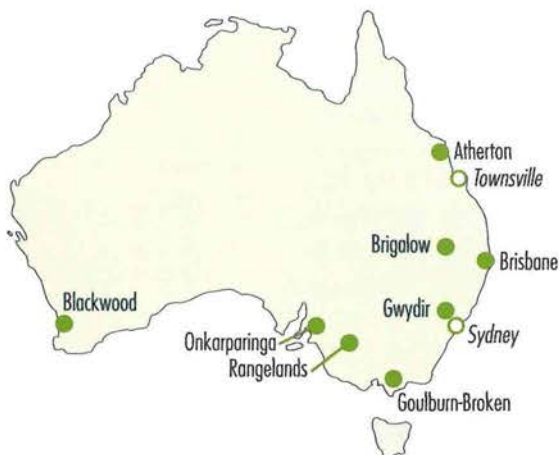 Atherton
Townsville
Brigalow
Brisbane
Blackwood
Gwydir
Sydney
Onkarparinga
Rangelands
Goulburn-Broken